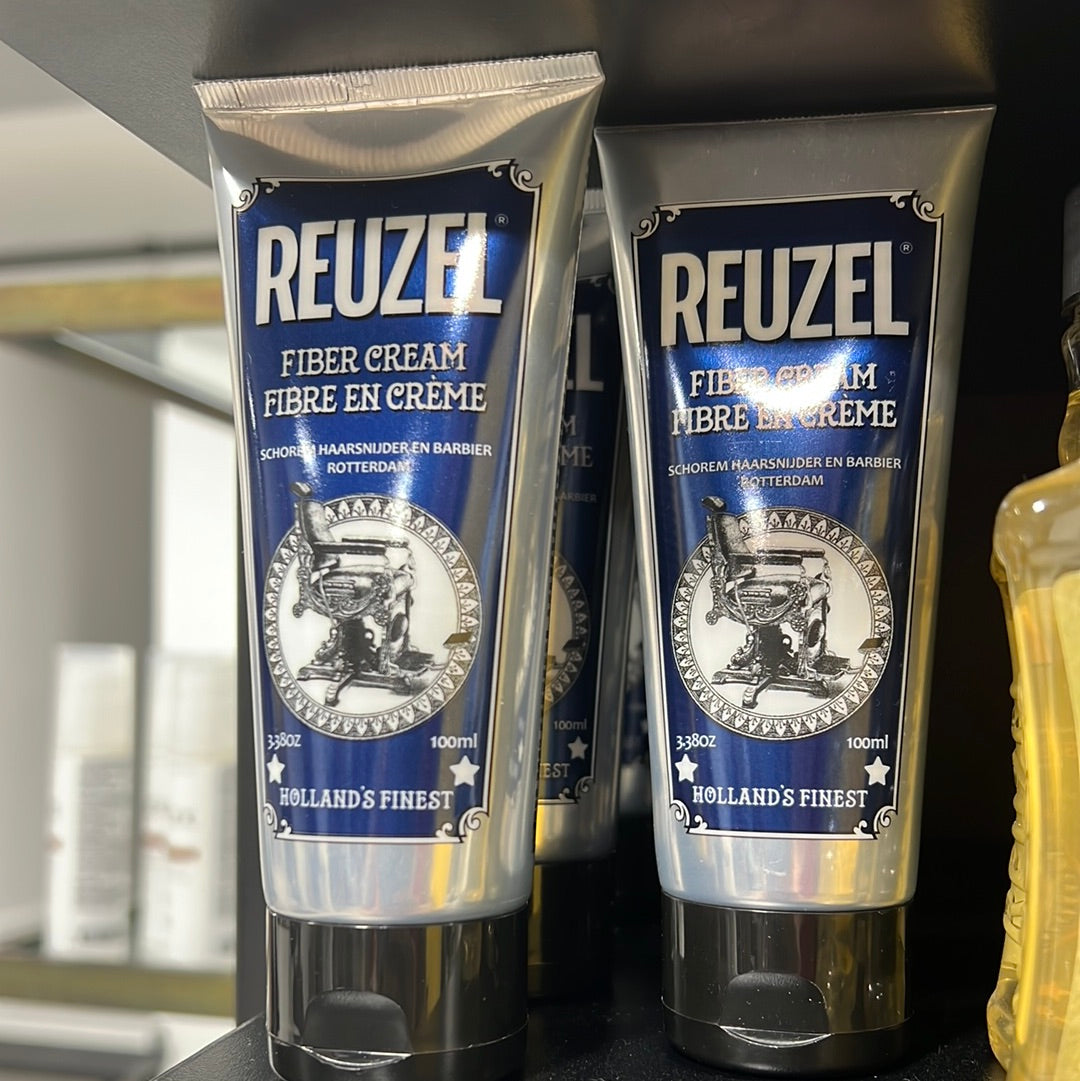 REUZEL®
FIBER CREAM
FIBRE EN CRÈME
SCHOREM HAARSNIJDER EN BARBIER
ROTTERDAM
3.38OZ 100ml
HOLLAND'S FINEST
REUZEL®
FIBER CREAM
FIBRE EN CRÈME
SCHOREM HAARSNIJDER EN BARBIER
ROTTERDAM
3.38OZ 100ml
HOLLAND'S FINEST
100ml